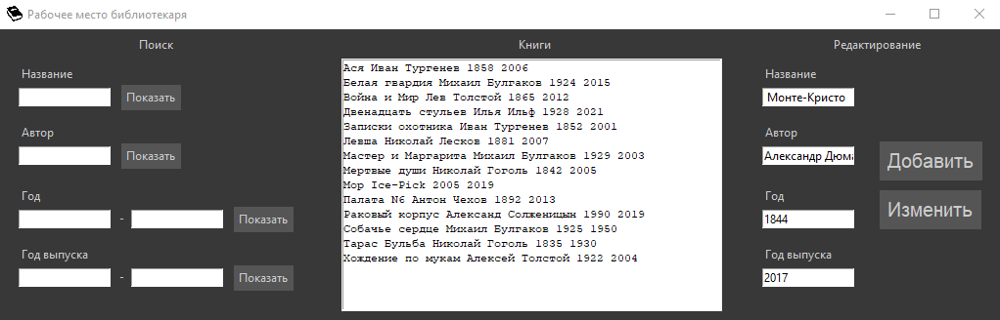 Рабочее место библиотекаря
Поиск
Название
Показать
Автор
Показать
Год
-
Показать
Год выпуска
-
Показать
Книги
Ася Иван Тургенев 1858 2006
Белая гвардия Михаил Булгаков 1924 2015
Война и Мир Лев Толстой 1865 2012
Двенадцать стульев Илья Ильф 1928 2021
Записки охотника Иван Тургенев 1852 2001
Левша Николай Лесков 1881 2007
Мастер и Маргарита Михаил Булгаков 1929 2003
Мертвые души Николай Гоголь 1842 2005
Мор Ice-Pick 2005 2019
Палата №6 Антон Чехов 1892 2013
Раковый корпус Александ Солженицын 1990 2019
Собачье сердце Михаил Булгаков 1925 1950
Тарас Бульба Николай Гоголь 1835 1930
Хождение по мукам Алексей Толстой 1922 2004
Редактирование
Название
Монте-Кристо
Автор
Александр Дюма
Год
1844
Год выпуска
2017
Добавить
Изменить